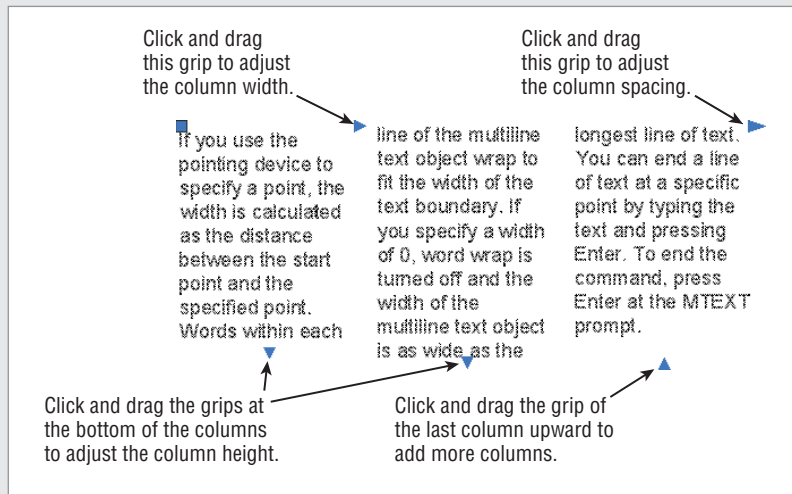 Click and drag
this grip to adjust
the column width.
Click and drag
this grip to adjust
the column spacing.
If you use the
pointing device to
specify a point, the
width is calculated
as the distance
between the start
point and the
specified point.
Words within each
line of the multiline
text object wrap to
fit the width of the
text boundary. If
you specify a width
of 0, word wrap is
turned off and the
width of the
multiline text object
is as wide as the
longest line of text.
You can end a line
of text at a specific
point by typing the
text and pressing
Enter. To end the
command, press
Enter at the MTEXT
prompt.
Click and drag the grips at
the bottom of the columns
to adjust the column height.
Click and drag the grip of
the last column upward to
add more columns.